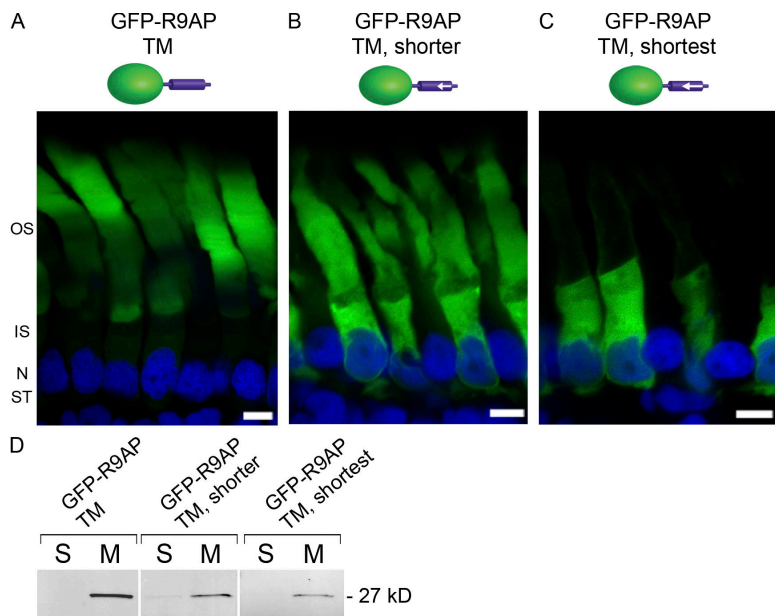 A
GFP-R9AP
TM
B
GFP-R9AP
TM, shorter
C
GFP-R9AP
TM, shortest
OS
IS
N
ST
D
GFP-R9AP
TM
GFP-R9AP
TM, shorter
GFP-R9AP
TM, shortest
S M S M S M
- 27 kD